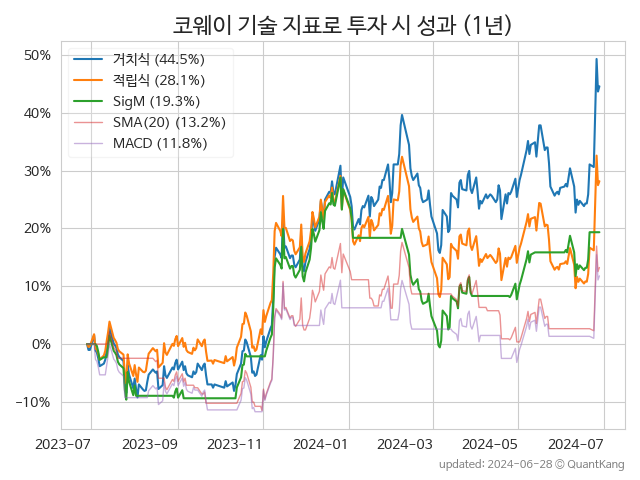 코웨이 기술 지표로 투자 시 성과 (1년)
50%
40%
30%
20%
10%
0%
−10%
거치식 (44.5%)
적립식 (28.1%)
SigM (19.3%)
SMA(20) (13.2%)
MACD (11.8%)
2023-07 2023-09 2023-11 2024-01 2024-03 2024-05 2024-07
updated: 2024-06-28 © QuantKang